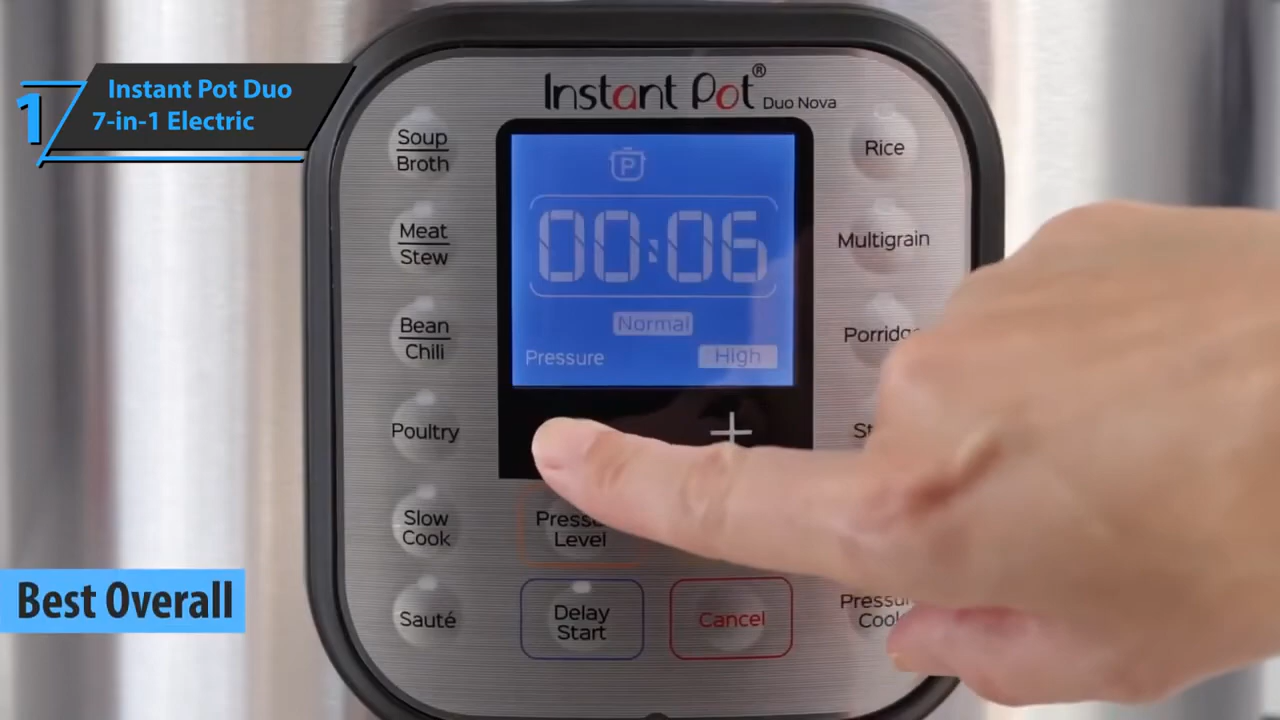 1
Instant Pot Duo
7-in-1 Electric
Instant Pot®
Duo Nova
Soup
Broth
Rice
P
00:06
Meat
Stew
Multigrain
Normal
Bean
Chili
Pressure
High
Poultry
+
Slow
Cook
Level
Best Overall
Sauté
Delay
Start
Cancel